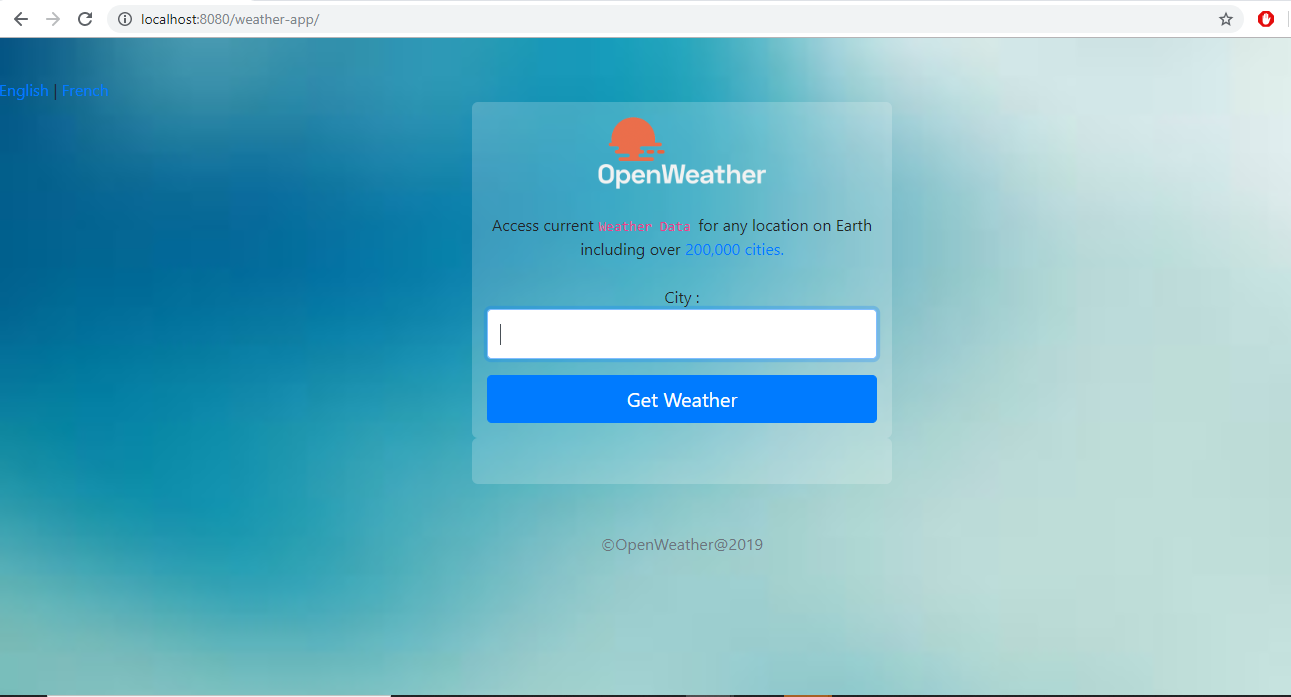 localhost:8080/weather-app/
English | French
OpenWeather
Access current Weather Data for any location on Earth
including over 200,000 cities.
City :
Get Weather
©OpenWeather@2019